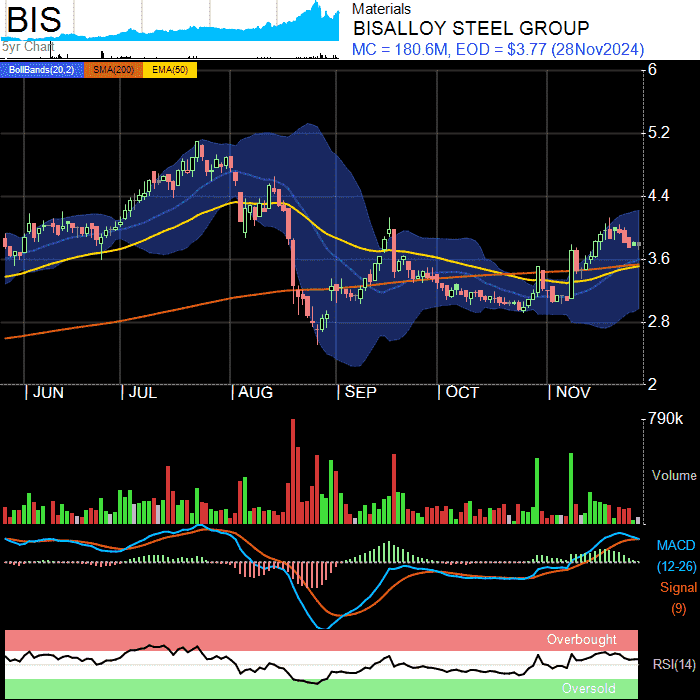 BIS
5yr Chart
Materials
BISALLOY STEEL GROUP
MC = 180.6M, EOD = $3.77 (28Nov2024)
BollBands(20,2) SMA(200) EMA(50)
6
5.2
4.4
3.6
2.8
2
JUN JUL AUG SEP OCT NOV
790k
Volume
MACD
(12-26)
Signal
(9)
Overbought
RSI(14)
Oversold